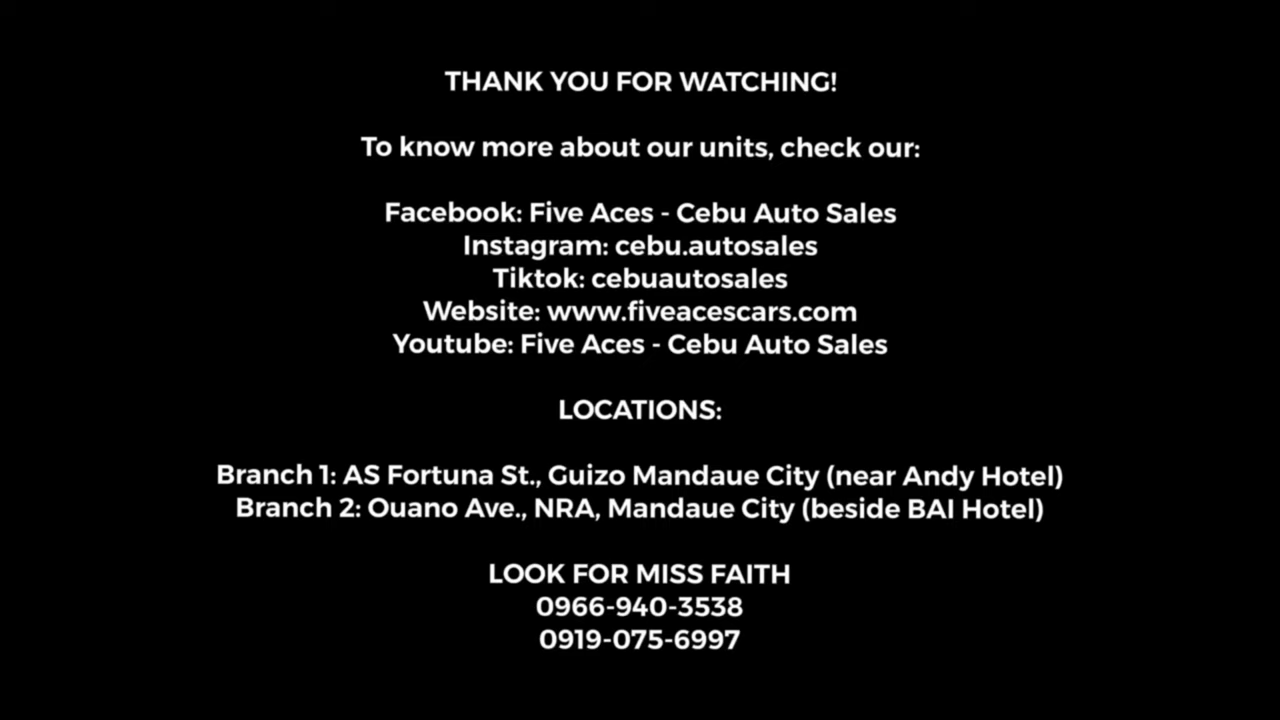 THANK YOU FOR WATCHING!
To know more about our units, check our:
Facebook: Five Aces - Cebu Auto Sales
Instagram: cebu.autosales
Tiktok: cebuautosales
Website: www.fiveacescars.com
Youtube: Five Aces - Cebu Auto Sales
LOCATIONS:
Branch 1: AS Fortuna St., Guizo Mandaue City (near Andy Hotel)
Branch 2: Ouano Ave., NRA, Mandaue City (beside BAI Hotel)
LOOK FOR MISS FAITH
0966-940-3538
0919-075-6997